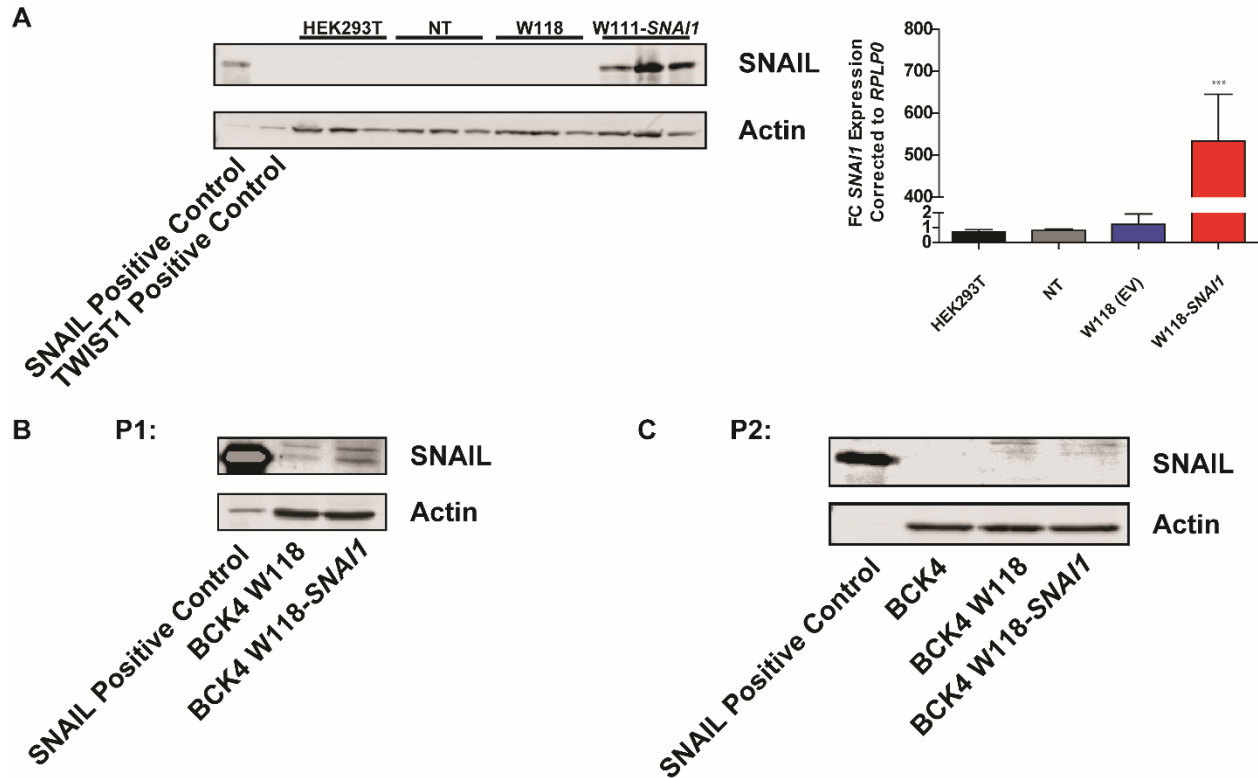 A
HEK293T NT W118 W111-SNAI1
SNAIL
Actin
SNAIL Positive Control
TWIST1 Positive Control
FC SNAI1 Expression
Corrected to RPLP0
800
700
600
500
400
2
1
0
***
HEK293T
NT
W118 (EV)
W118-SNAI1
B P1:
SNAIL
Actin
SNAIL Positive Control
BCK4 W118
BCK4 W118-SNAI1
C P2:
SNAIL
Actin
SNAIL Positive Control
BCK4
BCK4 W118
BCK4 W118-SNAI1